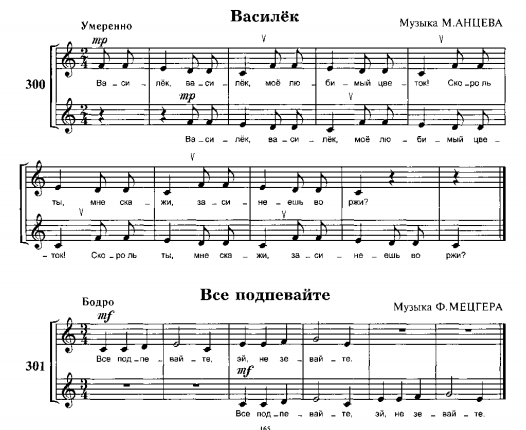 Василёк
Умеренно
Музыка М.АНЦЕВА
mp
300
Ва – си – лёк, ва – си – лёк, моё лю – би – мый цве – ток! Ско – ро ль
mp
Ва – си – лёк, ва – си – лёк, моё лю – би – мый цве –
ты, мне ска – жи, за – си – не – ешь во ржи?
ток! Ско – ро ль ты, мне ска – жи, за – си – не – ешь во ржи?
Все подпевайте
Бодро
Музыка Ф.МЕЦГЕРА
mf
301
Все под – пе – вай – те, эй, не зе – вай – те.
mf
Все под – пе – вай – те, эй, не зе – вай – те.
165